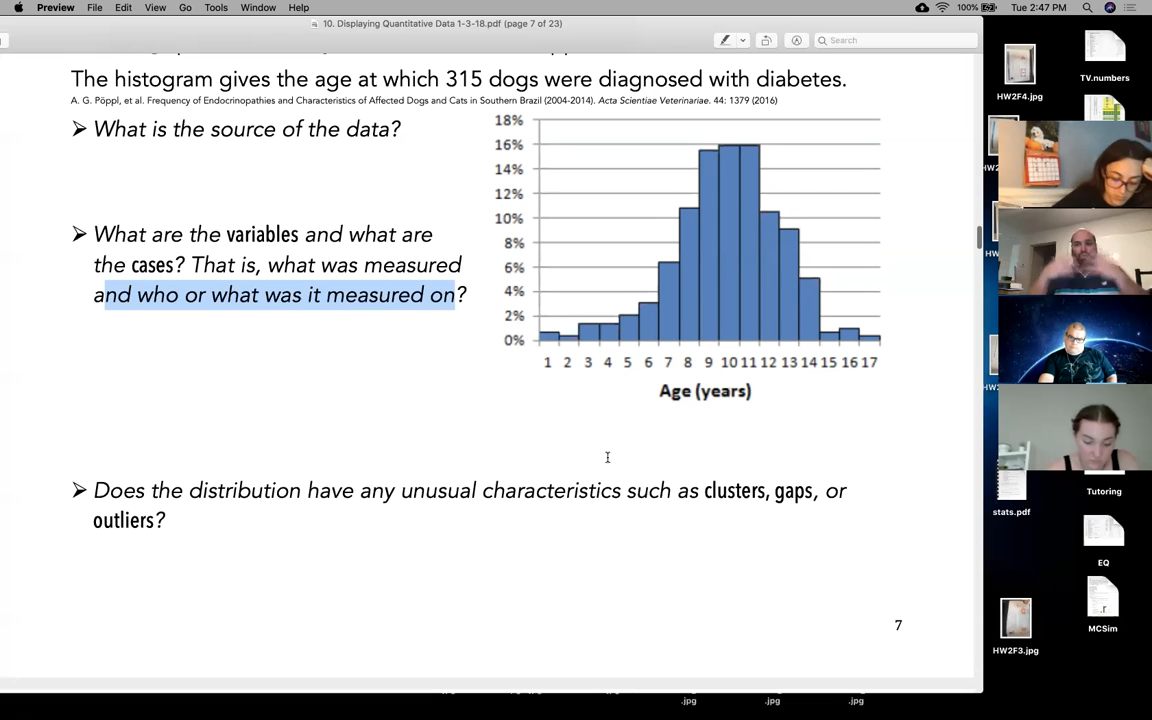 Preview File Edit View Go Tools Window Help 100% Tue 2:47 PM
10. Displaying Quantitative Data 1-3-18.pdf (page 7 of 23)
Search
The histogram gives the age at which 315 dogs were diagnosed with diabetes.
A. G. Pöppl, et al. Frequency of Endocrinopathies and Characteristics of Affected Dogs and Cats in Southern Brazil (2004-2014). Acta Scientiae Veterinariae. 44: 1379 (2016)
➢ What is the source of the data?
➢ What are the variables and what are
the cases? That is, what was measured
and who or what was it measured on?
18%
16%
14%
12%
10%
8%
6%
4%
2%
0%
1 2 3 4 5 6 7 8 9 10 11 12 13 14 15 16 17
Age (years)
➢ Does the distribution have any unusual characteristics such as clusters, gaps, or
outliers?
7
HW2F4.jpg
TV.numbers
Tutoring
stats.pdf
EQ
MCSim
HW2F3.jpg
.jpg
.jpg
.jpg